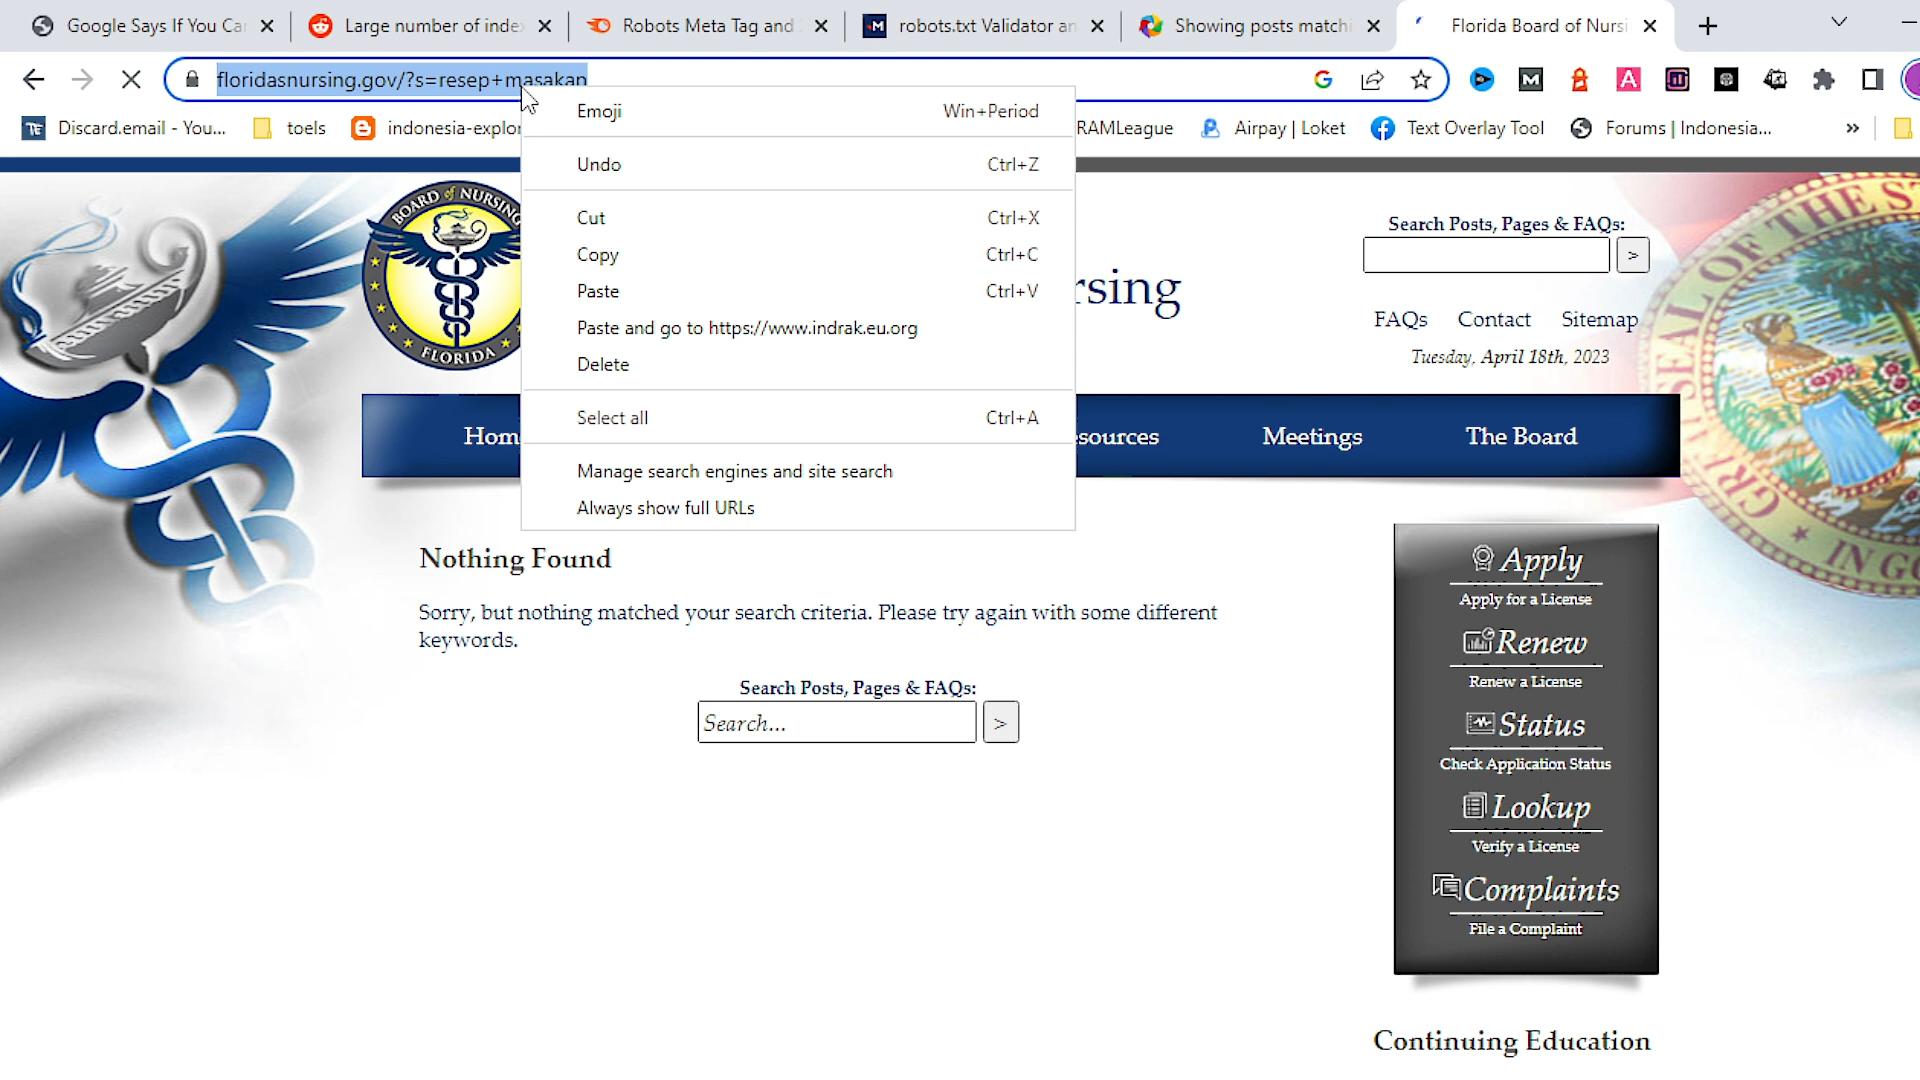 Google Says If You Ca
Large number of inde
Robots Meta Tag and
robots.txt Validator an
Showing posts matchi
Florida Board of Nursi
floridasnursing.gov/?s=resep+masakan
Discard.email - You...
toels
indonesia-explor
RAMLeague
Airpay | Loket
Text Overlay Tool
Forums | Indonesia...
Emoji Win+Period
Undo Ctrl+Z
Cut Ctrl+X
Copy Ctrl+C
Paste Ctrl+V
Paste and go to https://www.indrak.eu.org
Delete
Select all Ctrl+A
Manage search engines and site search
Always show full URLs
BOARD of NURSING
FLORIDA
rsing
Search Posts, Pages & FAQs:
>
FAQs Contact Sitemap
Tuesday, April 18th, 2023
SEAL OF THE S
IN GO
Hom
sources
Meetings
The Board
Nothing Found
Sorry, but nothing matched your search criteria. Please try again with some different
keywords.
Search Posts, Pages & FAQs:
Search...
>
Apply
Apply for a License
Renew
Renew a License
Status
Check Application Status
Lookup
Verify a License
Complaints
File a Complaint
Continuing Education